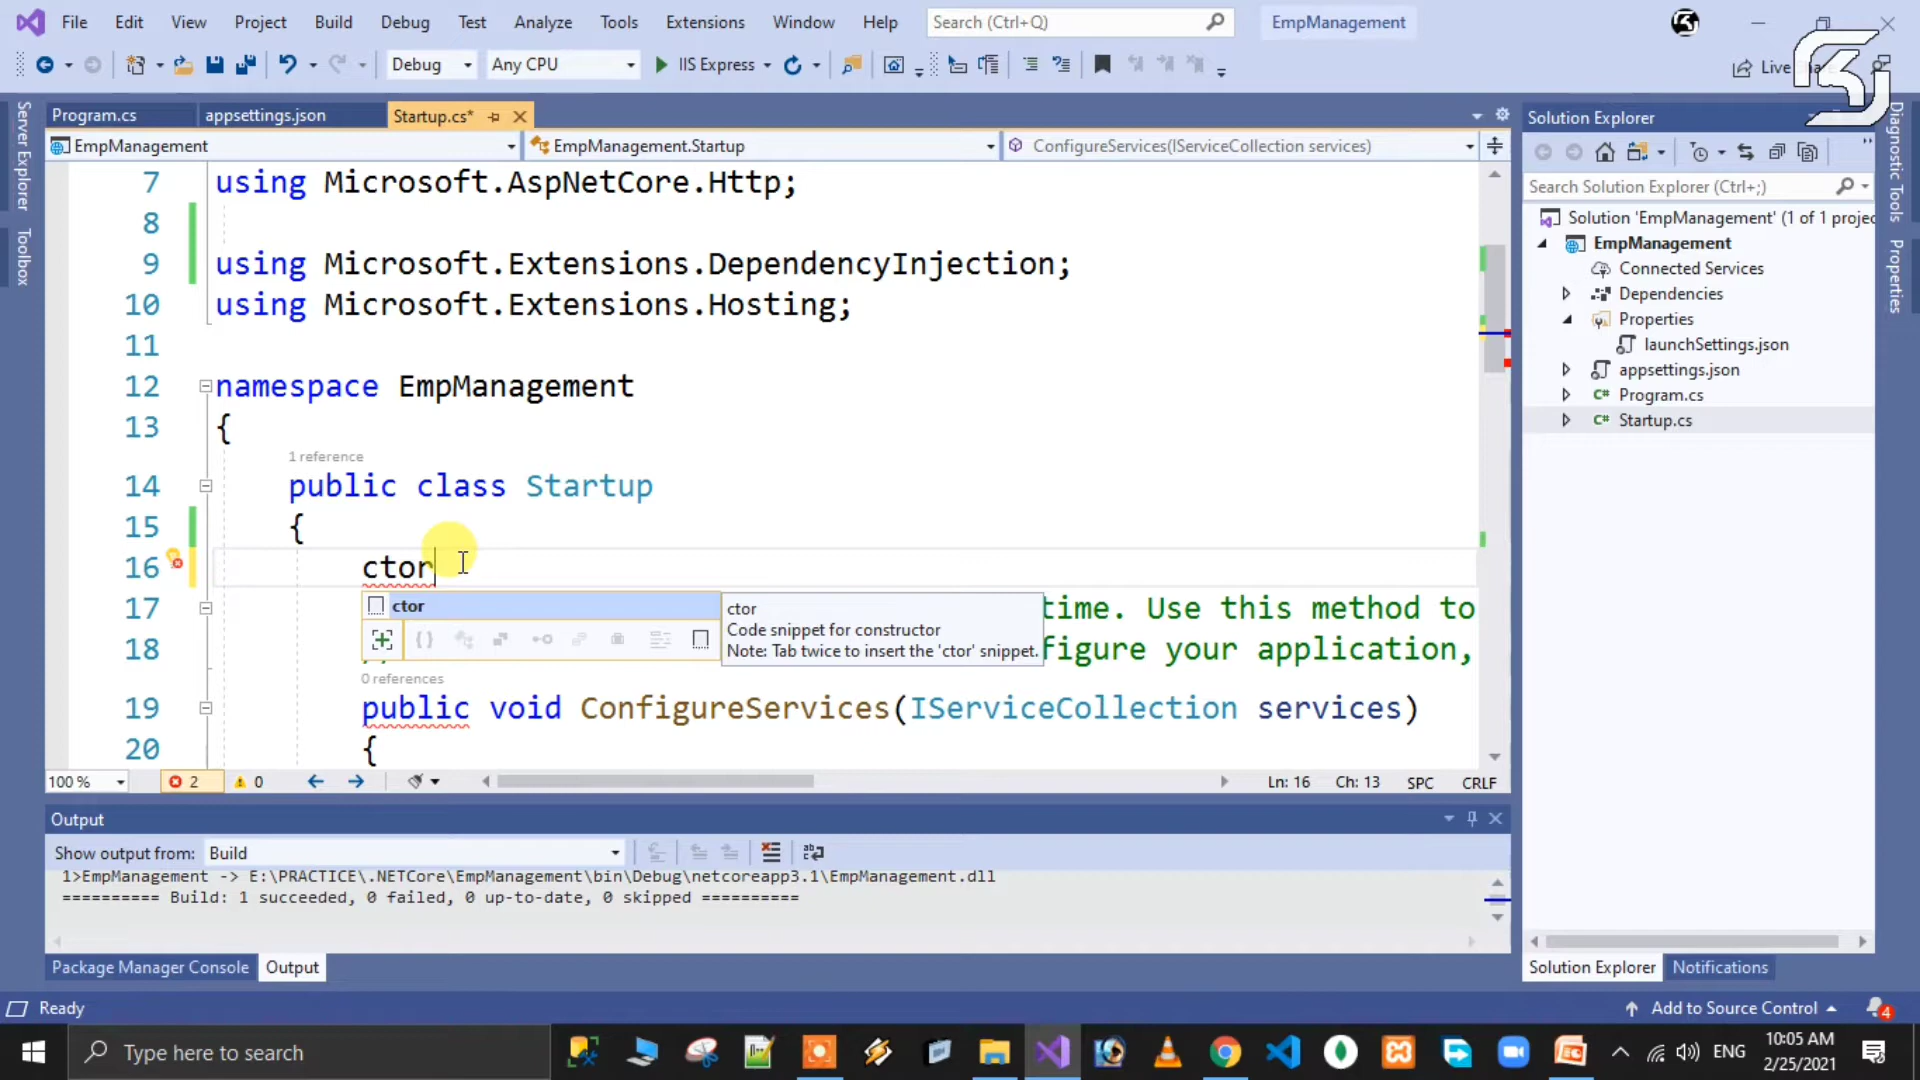 File Edit View Project Build Debug Test Analyze Tools Extensions Window Help Search (Ctrl+Q) EmpManagement
Debug Any CPU IIS Express Live
Program.cs appsettings.json Startup.cs*
EmpManagement EmpManagement.Startup ConfigureServices(IServiceCollection services)
7 using Microsoft.AspNetCore.Http;
8
9 using Microsoft.Extensions.DependencyInjection;
10 using Microsoft.Extensions.Hosting;
11
12 namespace EmpManagement
13 {
1 reference
14 public class Startup
15 {
16 ctor
ctor
ctor
Code snippet for constructor
Note: Tab twice to insert the 'ctor' snippet.
17 time. Use this method to
18 figure your application,
0 references
19 public void ConfigureServices(IServiceCollection services)
20 {
100 % 2 0 Ln: 16 Ch: 13 SPC CRLF
Output
Show output from: Build
1>EmpManagement -> E:\PRACTICE\.NETCore\EmpManagement\bin\Debug\netcoreapp3.1\EmpManagement.dll
========== Build: 1 succeeded, 0 failed, 0 up-to-date, 0 skipped ==========
Package Manager Console Output
Server Explorer
Toolbox
Solution Explorer
Search Solution Explorer (Ctrl+;)
Solution 'EmpManagement' (1 of 1 projec
EmpManagement
Connected Services
Dependencies
Properties
launchSettings.json
appsettings.json
C# Program.cs
C# Startup.cs
Solution Explorer Notifications
Diagnostic Tools
Properties
Ready Add to Source Control 4
Type here to search ENG 10:05 AM
2/25/2021